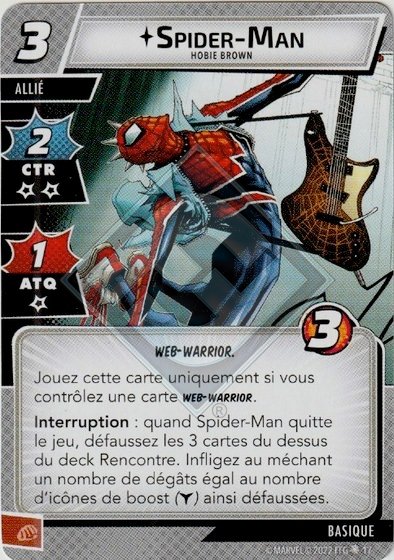 3
Spider-Man
HOBIE BROWN
ALLIÉ
2
CTR
1
ATQ
3
WEB-WARRIOR.
Jouez cette carte uniquement si vous
contrôlez une carte WEB-WARRIOR.
Interruption : quand Spider-Man quitte
le jeu, défaussez les 3 cartes du dessus
du deck Rencontre. Infligez au méchant
un nombre de dégâts égal au nombre
d'icônes de boost () ainsi défaussées.
BASIQUE
© MARVEL © 2022 FFG 17